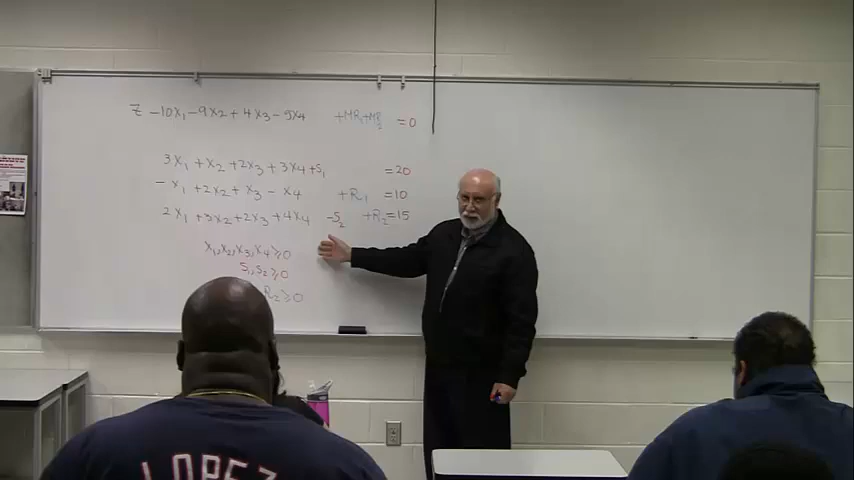 Z -10x₁ -9x₂ + 4x₃ - 5x₄ +MR₁+MR₂ =0
3x₁ + x₂ + 2x₃ + 3x₄ + S₁ =20
-x₁ + 2x₂ + x₃ - x₄ +R₁ =10
2x₁ + 3x₂ + 2x₃ + 4x₄ -S₂ +R₂ =15
x₁,x₂,x₃,x₄ ≥ 0
S₁,S₂ ≥ 0
R₂ ≥ 0
LOPEZ